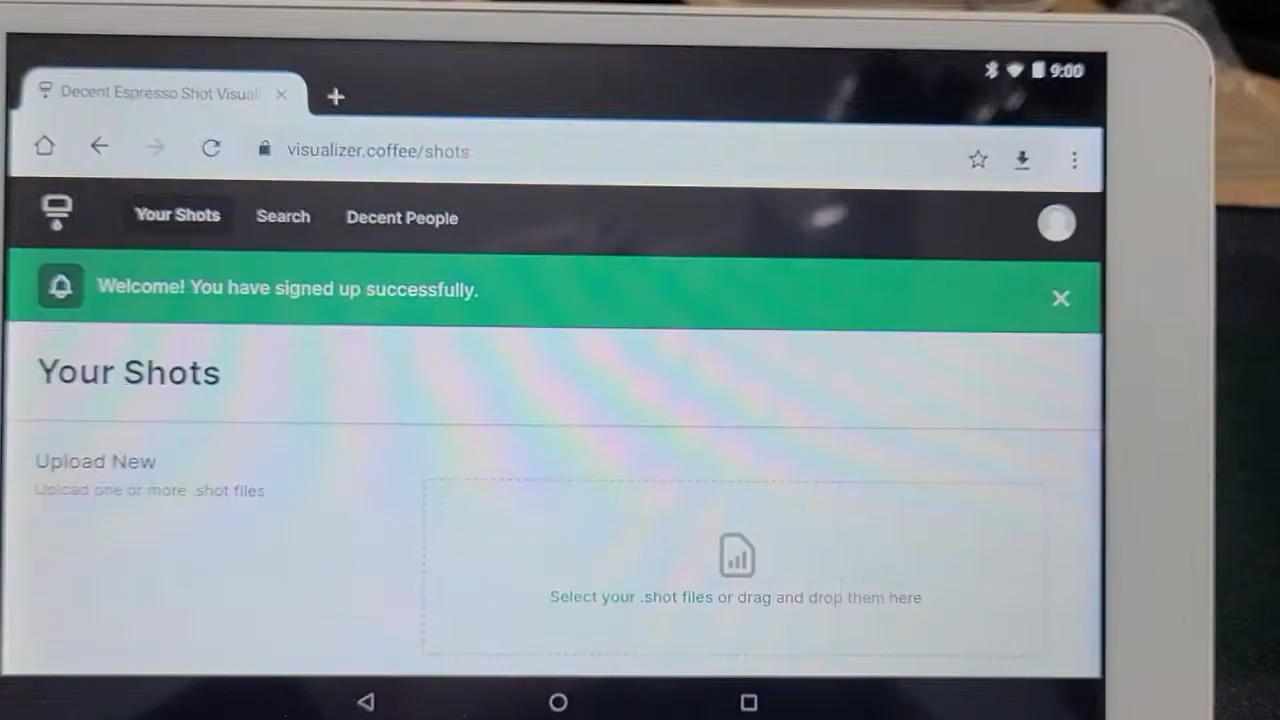 9:00
Decent Espresso Shot Visual
visualizer.coffee/shots
Your Shots Search Decent People
Welcome! You have signed up successfully.
Your Shots
Upload New
Upload one or more .shot files
Select your .shot files or drag and drop them here